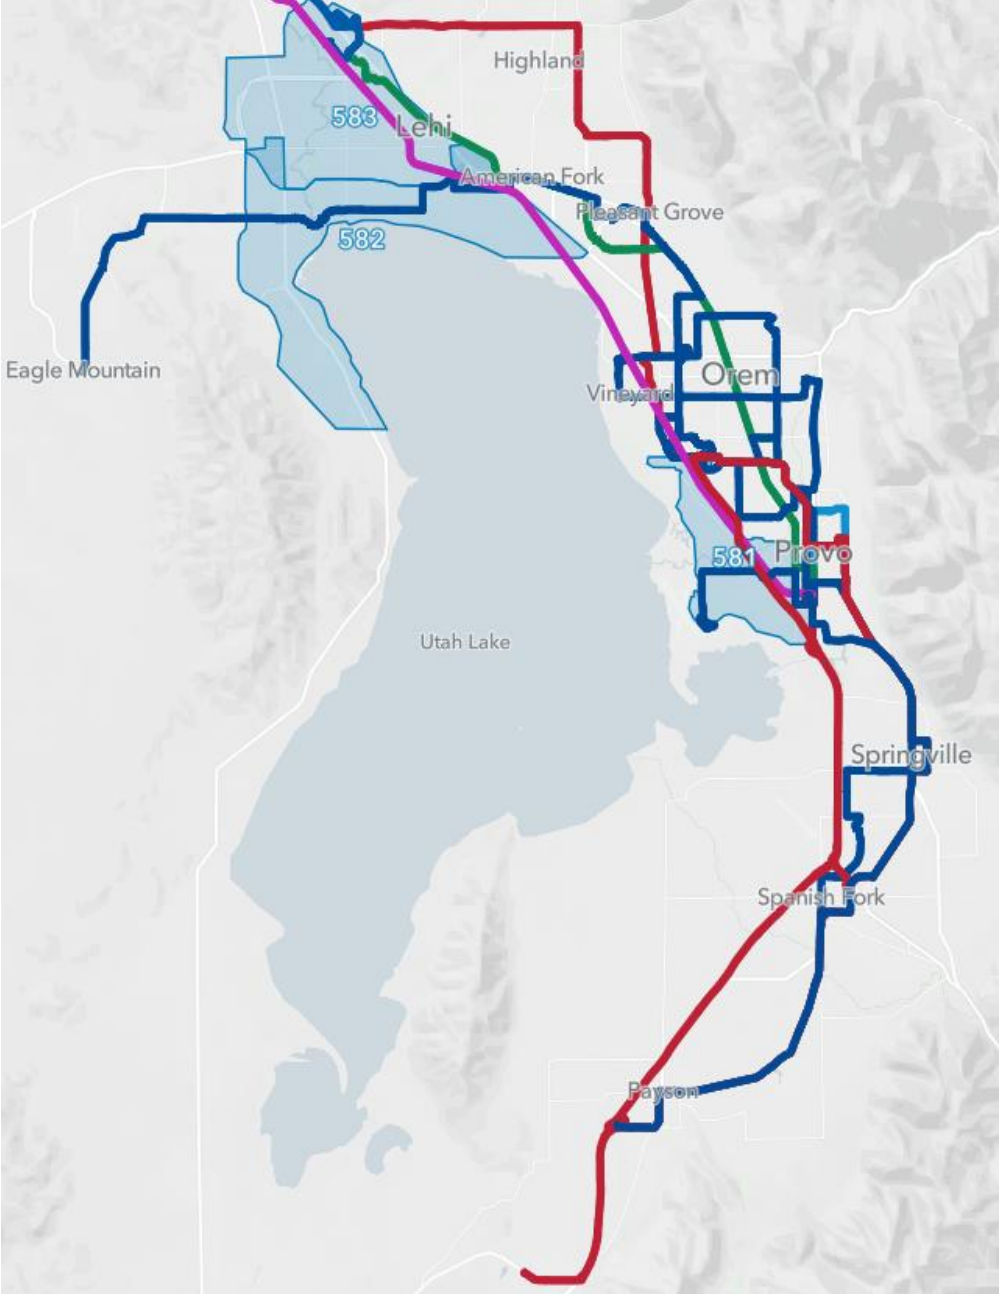 Highland
583
Lehi
American Fork
Pleasant Grove
582
Eagle Mountain
Orem
Vineyard
Provo
581
Utah Lake
Springville
Spanish Fork
Payson